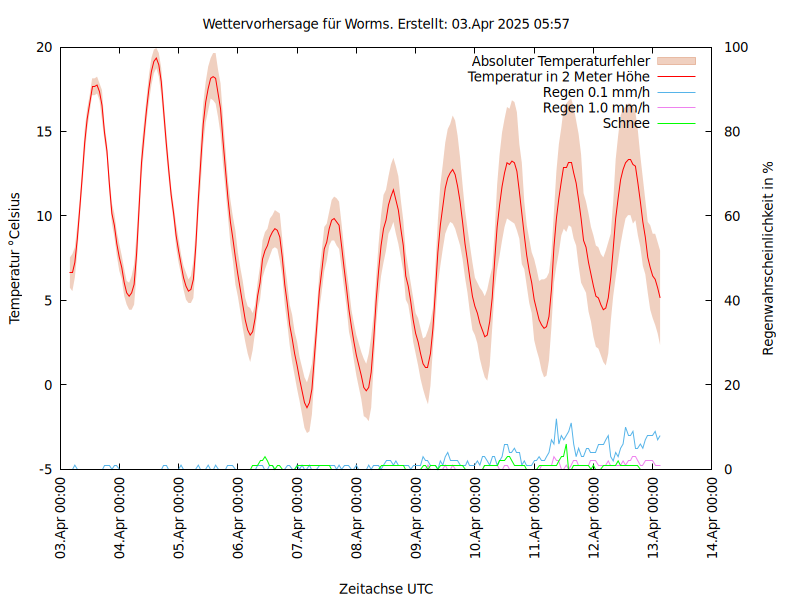 Wettervorhersage für Worms. Erstellt: 03.Apr 2025 05:57
20
15
10
5
0
-5
100
80
60
40
20
0
Temperatur °Celsius
Regenwahrscheinlichkeit in %
Absoluter Temperaturfehler
Temperatur in 2 Meter Höhe
Regen 0.1 mm/h
Regen 1.0 mm/h
Schnee
03.Apr 00:00
04.Apr 00:00
05.Apr 00:00
06.Apr 00:00
07.Apr 00:00
08.Apr 00:00
09.Apr 00:00
10.Apr 00:00
11.Apr 00:00
12.Apr 00:00
13.Apr 00:00
14.Apr 00:00
Zeitachse UTC